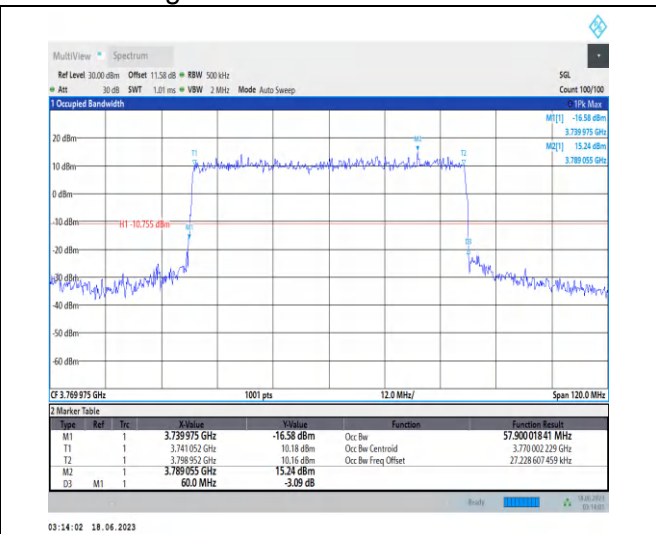 MultiView Spectrum
Ref Level 30.00 dBm Offset 11.58 dB RBW 500 kHz SGL
Att 30 dB SWT 1.01 ms VBW 2 MHz Mode Auto Sweep Count 100/100
1 Occupied Bandwidth 1Pk Max
M1[1] -16.58 dBm
3.739 975 GHz
M2[1] 15.24 dBm
3.789 055 GHz
20 dBm
M2
T1 T2
10 dBm
0 dBm
-10 dBm
H1 -10.755 dBm
M1
-20 dBm
D3
-30 dBm
-40 dBm
-50 dBm
-60 dBm
CF 3.769 975 GHz 1001 pts 12.0 MHz/ Span 120.0 MHz
2 Marker Table
Type Ref Trc X-Value Y-Value Function Function Result
M1 1 3.739975 GHz -16.58 dBm Occ Bw 57.900 018 41 MHz
T1 1 3.741 052 GHz 10.18 dBm Occ Bw Centroid 3.770 002 229 GHz
T2 1 3.798 952 GHz 10.16 dBm Occ Bw Freq Offset 27.228 607 459 kHz
M2 1 3.789 055 GHz 15.24 dBm
D3 M1 1 60.0 MHz -3.09 dB
Ready 18.06.2023
03:14:02
03:14:02 18.06.2023